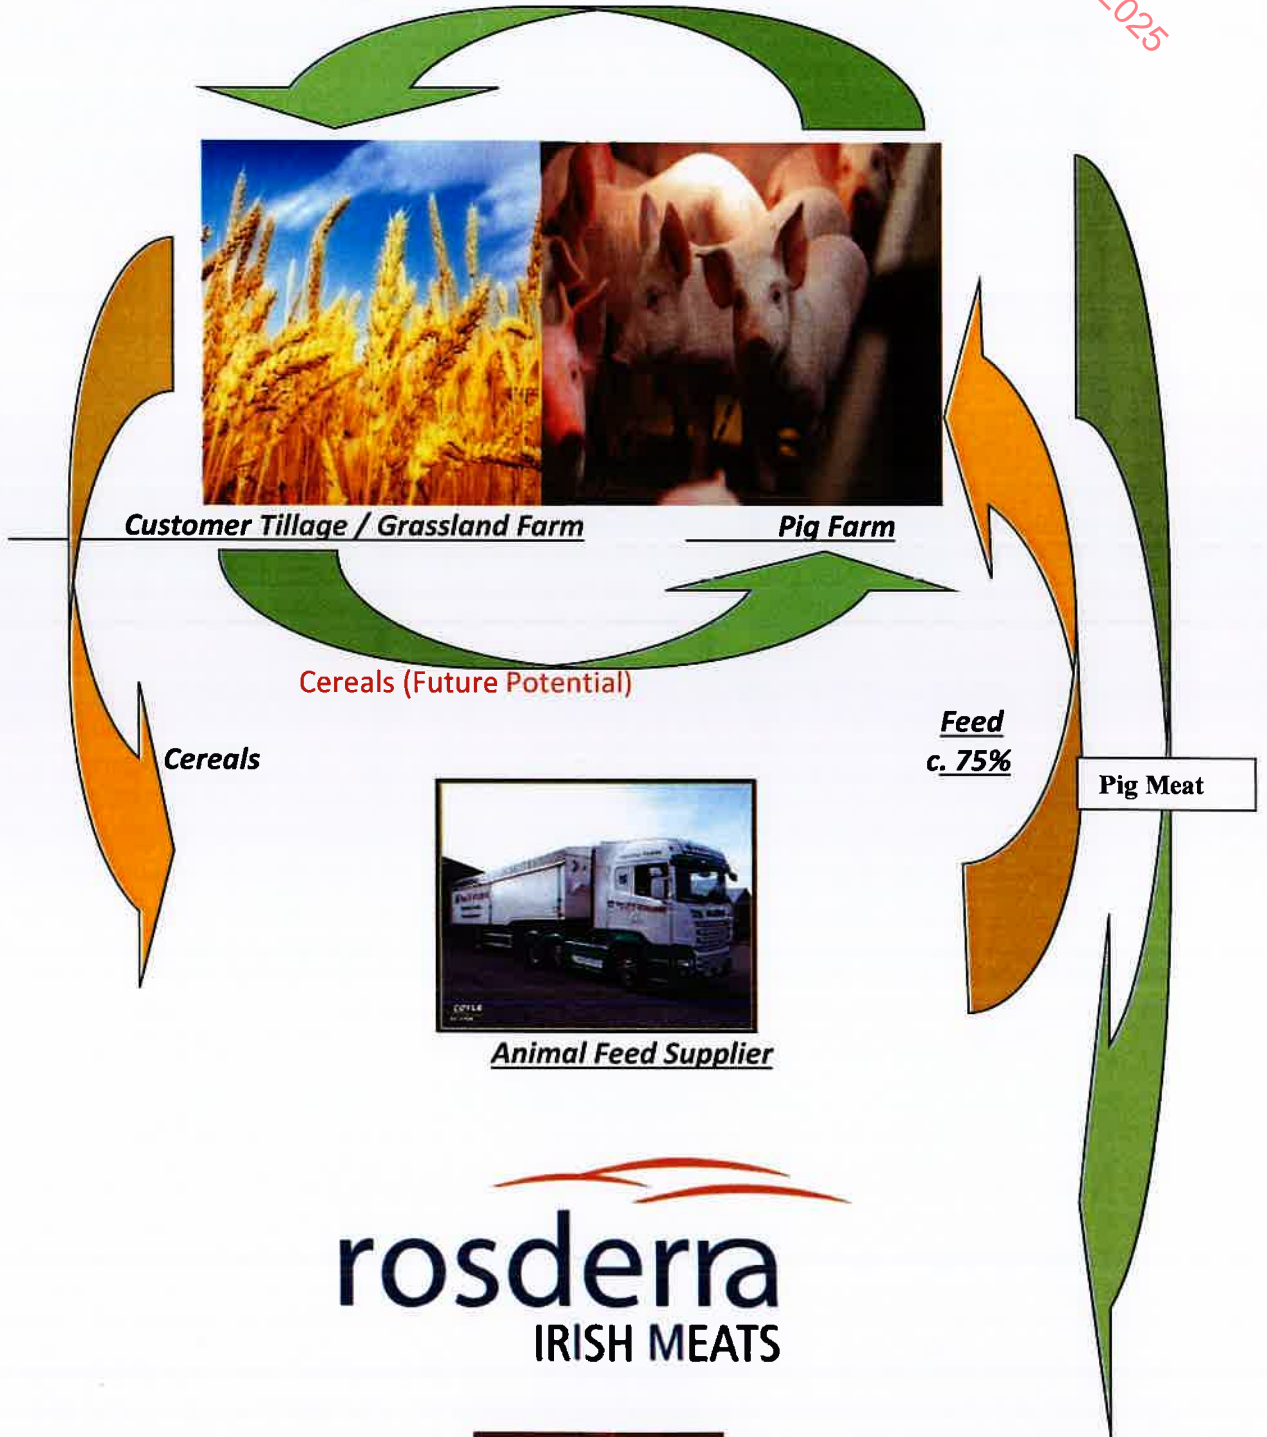 2025
Customer Tillage / Grassland Farm
Pig Farm
Cereals (Future Potential)
Cereals
Feed
c. 75%
Pig Meat
Animal Feed Supplier
rosderra
IRISH MEATS